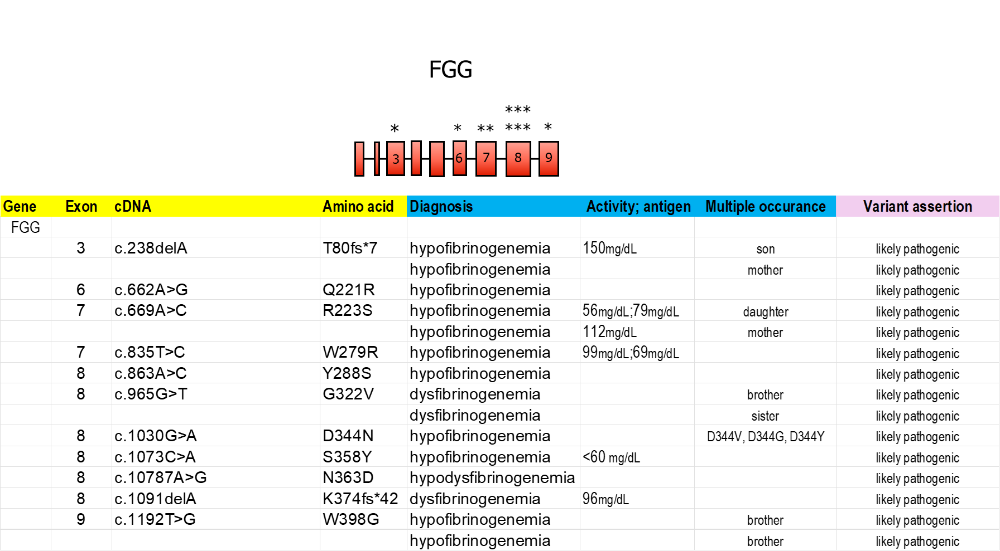 FGG
***
* * ** *** *
3 6 7 8 9
Gene Exon cDNA Amino acid Diagnosis Activity; antigen Multiple occurance Variant assertion
FGG
3 c.238delA T80fs*7 hypofibrinogenemia 150mg/dL son likely pathogenic
hypofibrinogenemia mother likely pathogenic
6 c.662A>G Q221R hypofibrinogenemia likely pathogenic
7 c.669A>C R223S hypofibrinogenemia 56mg/dL;79mg/dL daughter likely pathogenic
hypofibrinogenemia 112mg/dL mother likely pathogenic
7 c.835T>C W279R hypofibrinogenemia 99mg/dL;69mg/dL likely pathogenic
8 c.863A>C Y288S hypofibrinogenemia likely pathogenic
8 c.965G>T G322V dysfibrinogenemia brother likely pathogenic
dysfibrinogenemia sister likely pathogenic
8 c.1030G>A D344N hypofibrinogenemia D344V, D344G, D344Y likely pathogenic
8 c.1073C>A S358Y hypofibrinogenemia <60 mg/dL likely pathogenic
8 c.10787A>G N363D hypodysfibrinogenemia likely pathogenic
8 c.1091delA K374fs*42 dysfibrinogenemia 96mg/dL likely pathogenic
9 c.1192T>G W398G hypofibrinogenemia brother likely pathogenic
hypofibrinogenemia brother likely pathogenic